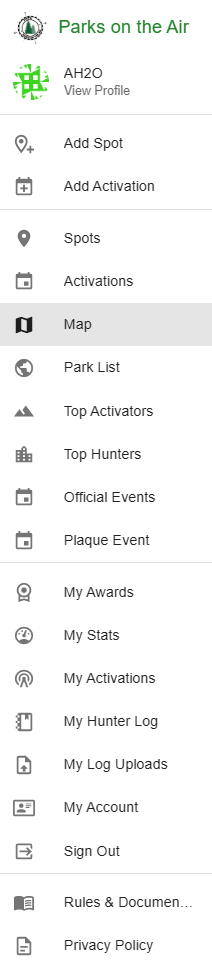 Parks on the Air
AH2O
View Profile
Add Spot
Add Activation
Spots
Activations
Map
Park List
Top Activators
Top Hunters
Official Events
Plaque Event
My Awards
My Stats
My Activations
My Hunter Log
My Log Uploads
My Account
Sign Out
Rules & Documen...
Privacy Policy